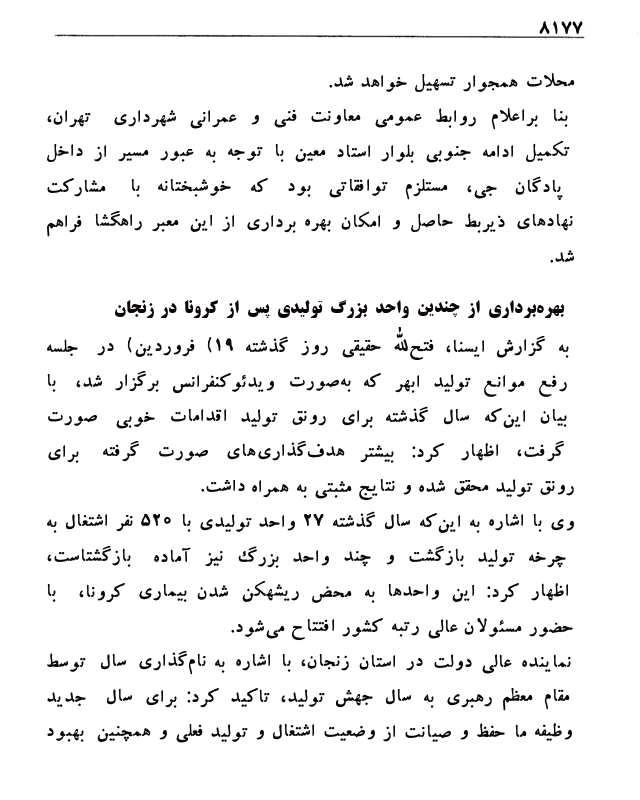 ۸۱۷۷
محلات همجوار تسهیل خواهد شد.
بنا براعلام روابط عمومی معاونت فنی و عمرانی شهرداری تهران،
تکمیل ادامه جنوبی بلوار استاد معین با توجه به عبور مسیر از داخل
پادگان جی، مستلزم توافقاتی بود که خوشبختانه با مشارکت
نهادهای ذیربط حاصل و امکان بهره برداری از این معبر راهگشا فراهم
شد.
بهره‌برداری از چندین واحد بزرگ تولیدی پس از کرونا در زنجان
به گزارش ایسنا، فتح‌الله حقیقی روز گذشته ۱۹) فروردین) در جلسه
رفع موانع تولید ابهر که به‌صورت ویدئوکنفرانس برگزار شد، با
بیان این‌که سال گذشته برای رونق تولید اقدامات خوبی صورت
گرفت، اظهار کرد: بیشتر هدف‌گذاری‌های صورت گرفته برای
رونق تولید محقق شده و نتایج مثبتی به همراه داشت.
وی با اشاره به این‌که سال گذشته ۲۷ واحد تولیدی با ۵۲۰ نفر اشتغال به
چرخه تولید بازگشت و چند واحد بزرگ نیز آماده بازگشتاست،
اظهار کرد: این واحدها به محض ریشهکن شدن بیماری کرونا، با
حضور مسئولان عالی رتبه کشور افتتاح می‌شود.
نماینده عالی دولت در استان زنجان، با اشاره به نام‌گذاری سال توسط
مقام معظم رهبری به سال جهش تولید، تاکید کرد: برای سال جدید
وظیفه ما حفظ و صیانت از وضعیت اشتغال و تولید فعلی و همچنین بهبود